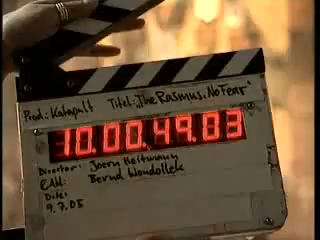 Prod.: Katapult Titel: "The Rasmus, No Fear"
10.00.49.03
Director: Joern Heitmann
CAM: Bernd Wondollek
Date:
9.7.05